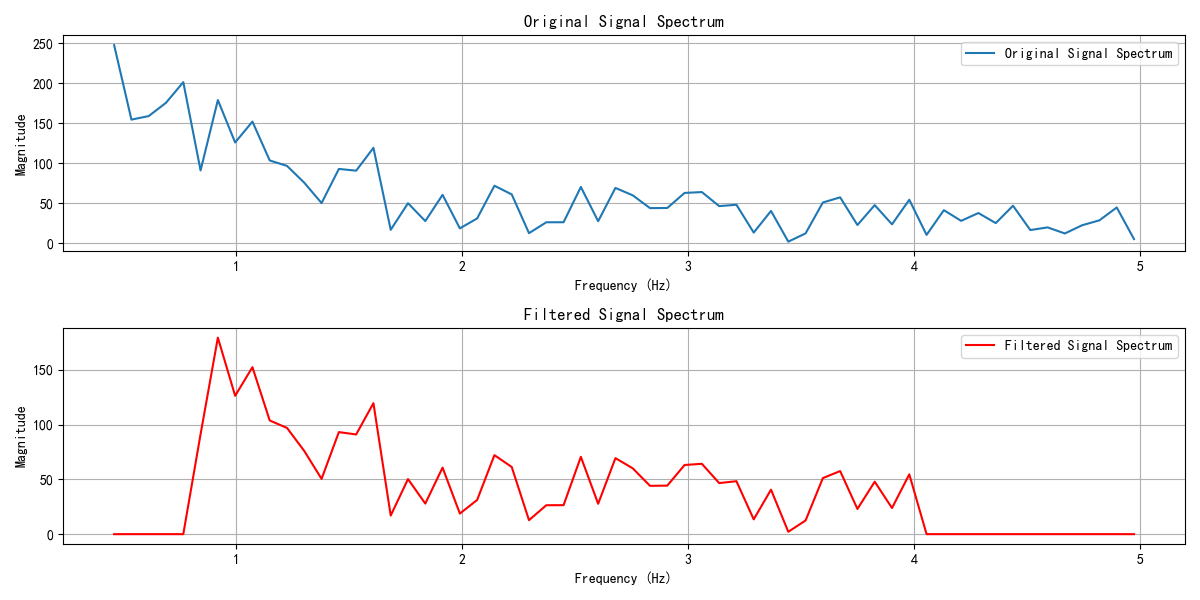 Original Signal Spectrum
Original Signal Spectrum
Magnitude
250
200
150
100
50
0
1
2
3
4
5
Frequency (Hz)
Filtered Signal Spectrum
Filtered Signal Spectrum
Magnitude
150
100
50
0
1
2
3
4
5
Frequency (Hz)